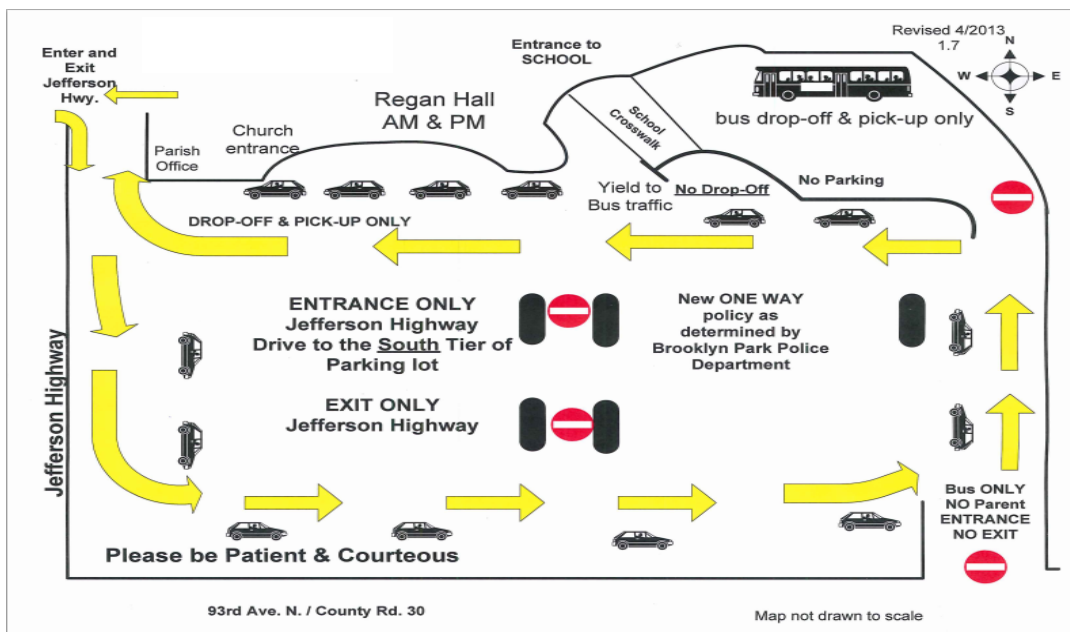 Revised 4/2013
1.7
N
W
E
S
Enter and
Exit
Jefferson
Hwy.
Entrance to
SCHOOL
Regan Hall
AM & PM
Church
entrance
Parish
Office
School
Crosswalk
bus drop-off & pick-up only
Yield to
Bus traffic
No Drop-Off
No Parking
DROP-OFF & PICK-UP ONLY
ENTRANCE ONLY
Jefferson Highway
Drive to the South Tier of
Parking lot
New ONE WAY
policy as
determined by
Brooklyn Park Police
Department
EXIT ONLY
Jefferson Highway
Jefferson Highway
Bus ONLY
NO Parent
ENTRANCE
NO EXIT
Please be Patient & Courteous
93rd Ave. N. / County Rd. 30
Map not drawn to scale